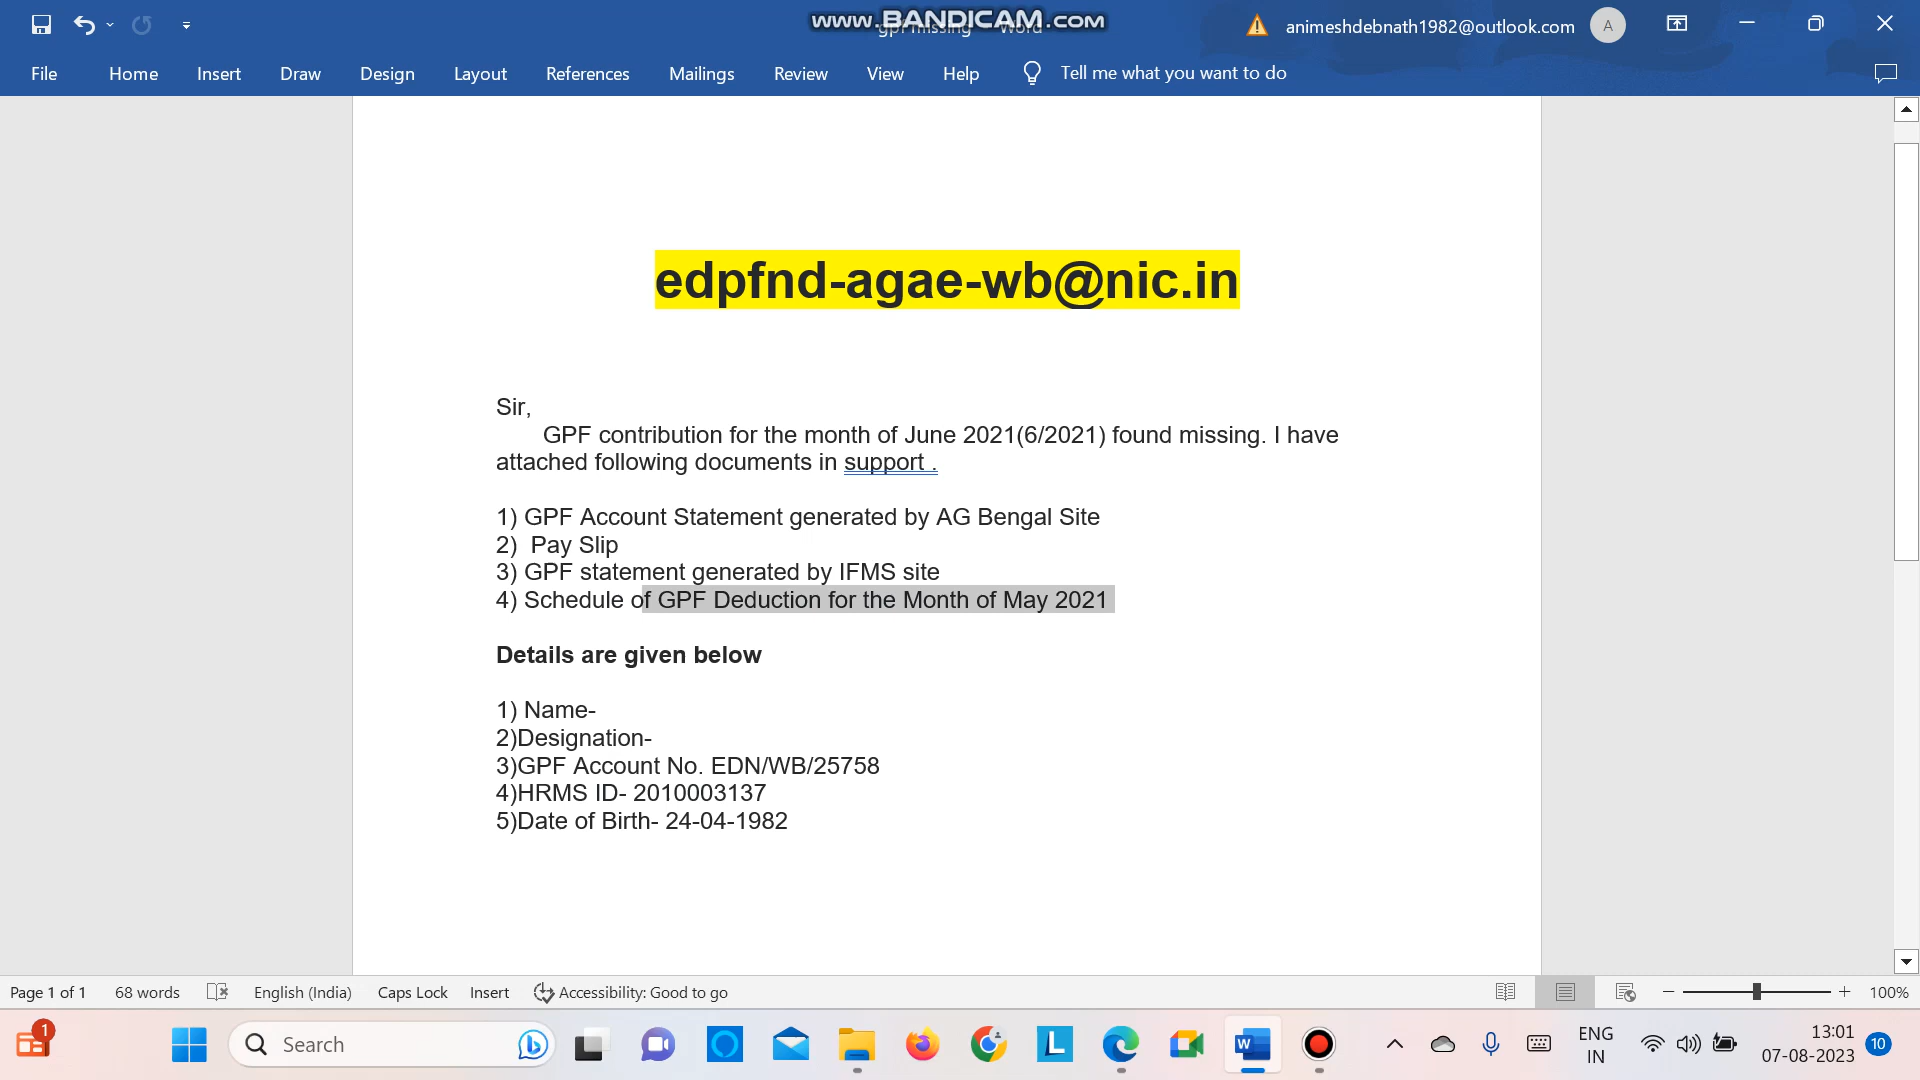 www.BANDICAM.com
gpf missing - Word
animeshdebnath1982@outlook.com
A
File Home Insert Draw Design Layout References Mailings Review View Help Tell me what you want to do
edpfnd-agae-wb@nic.in
Sir,
GPF contribution for the month of June 2021(6/2021) found missing. I have
attached following documents in support .
1) GPF Account Statement generated by AG Bengal Site
2) Pay Slip
3) GPF statement generated by IFMS site
4) Schedule of GPF Deduction for the Month of May 2021
Details are given below
1) Name-
2)Designation-
3)GPF Account No. EDN/WB/25758
4)HRMS ID- 2010003137
5)Date of Birth- 24-04-1982
Page 1 of 1 68 words English (India) Caps Lock Insert Accessibility: Good to go 100%
1
Search
L
W
ENG
IN
13:01
07-08-2023
10